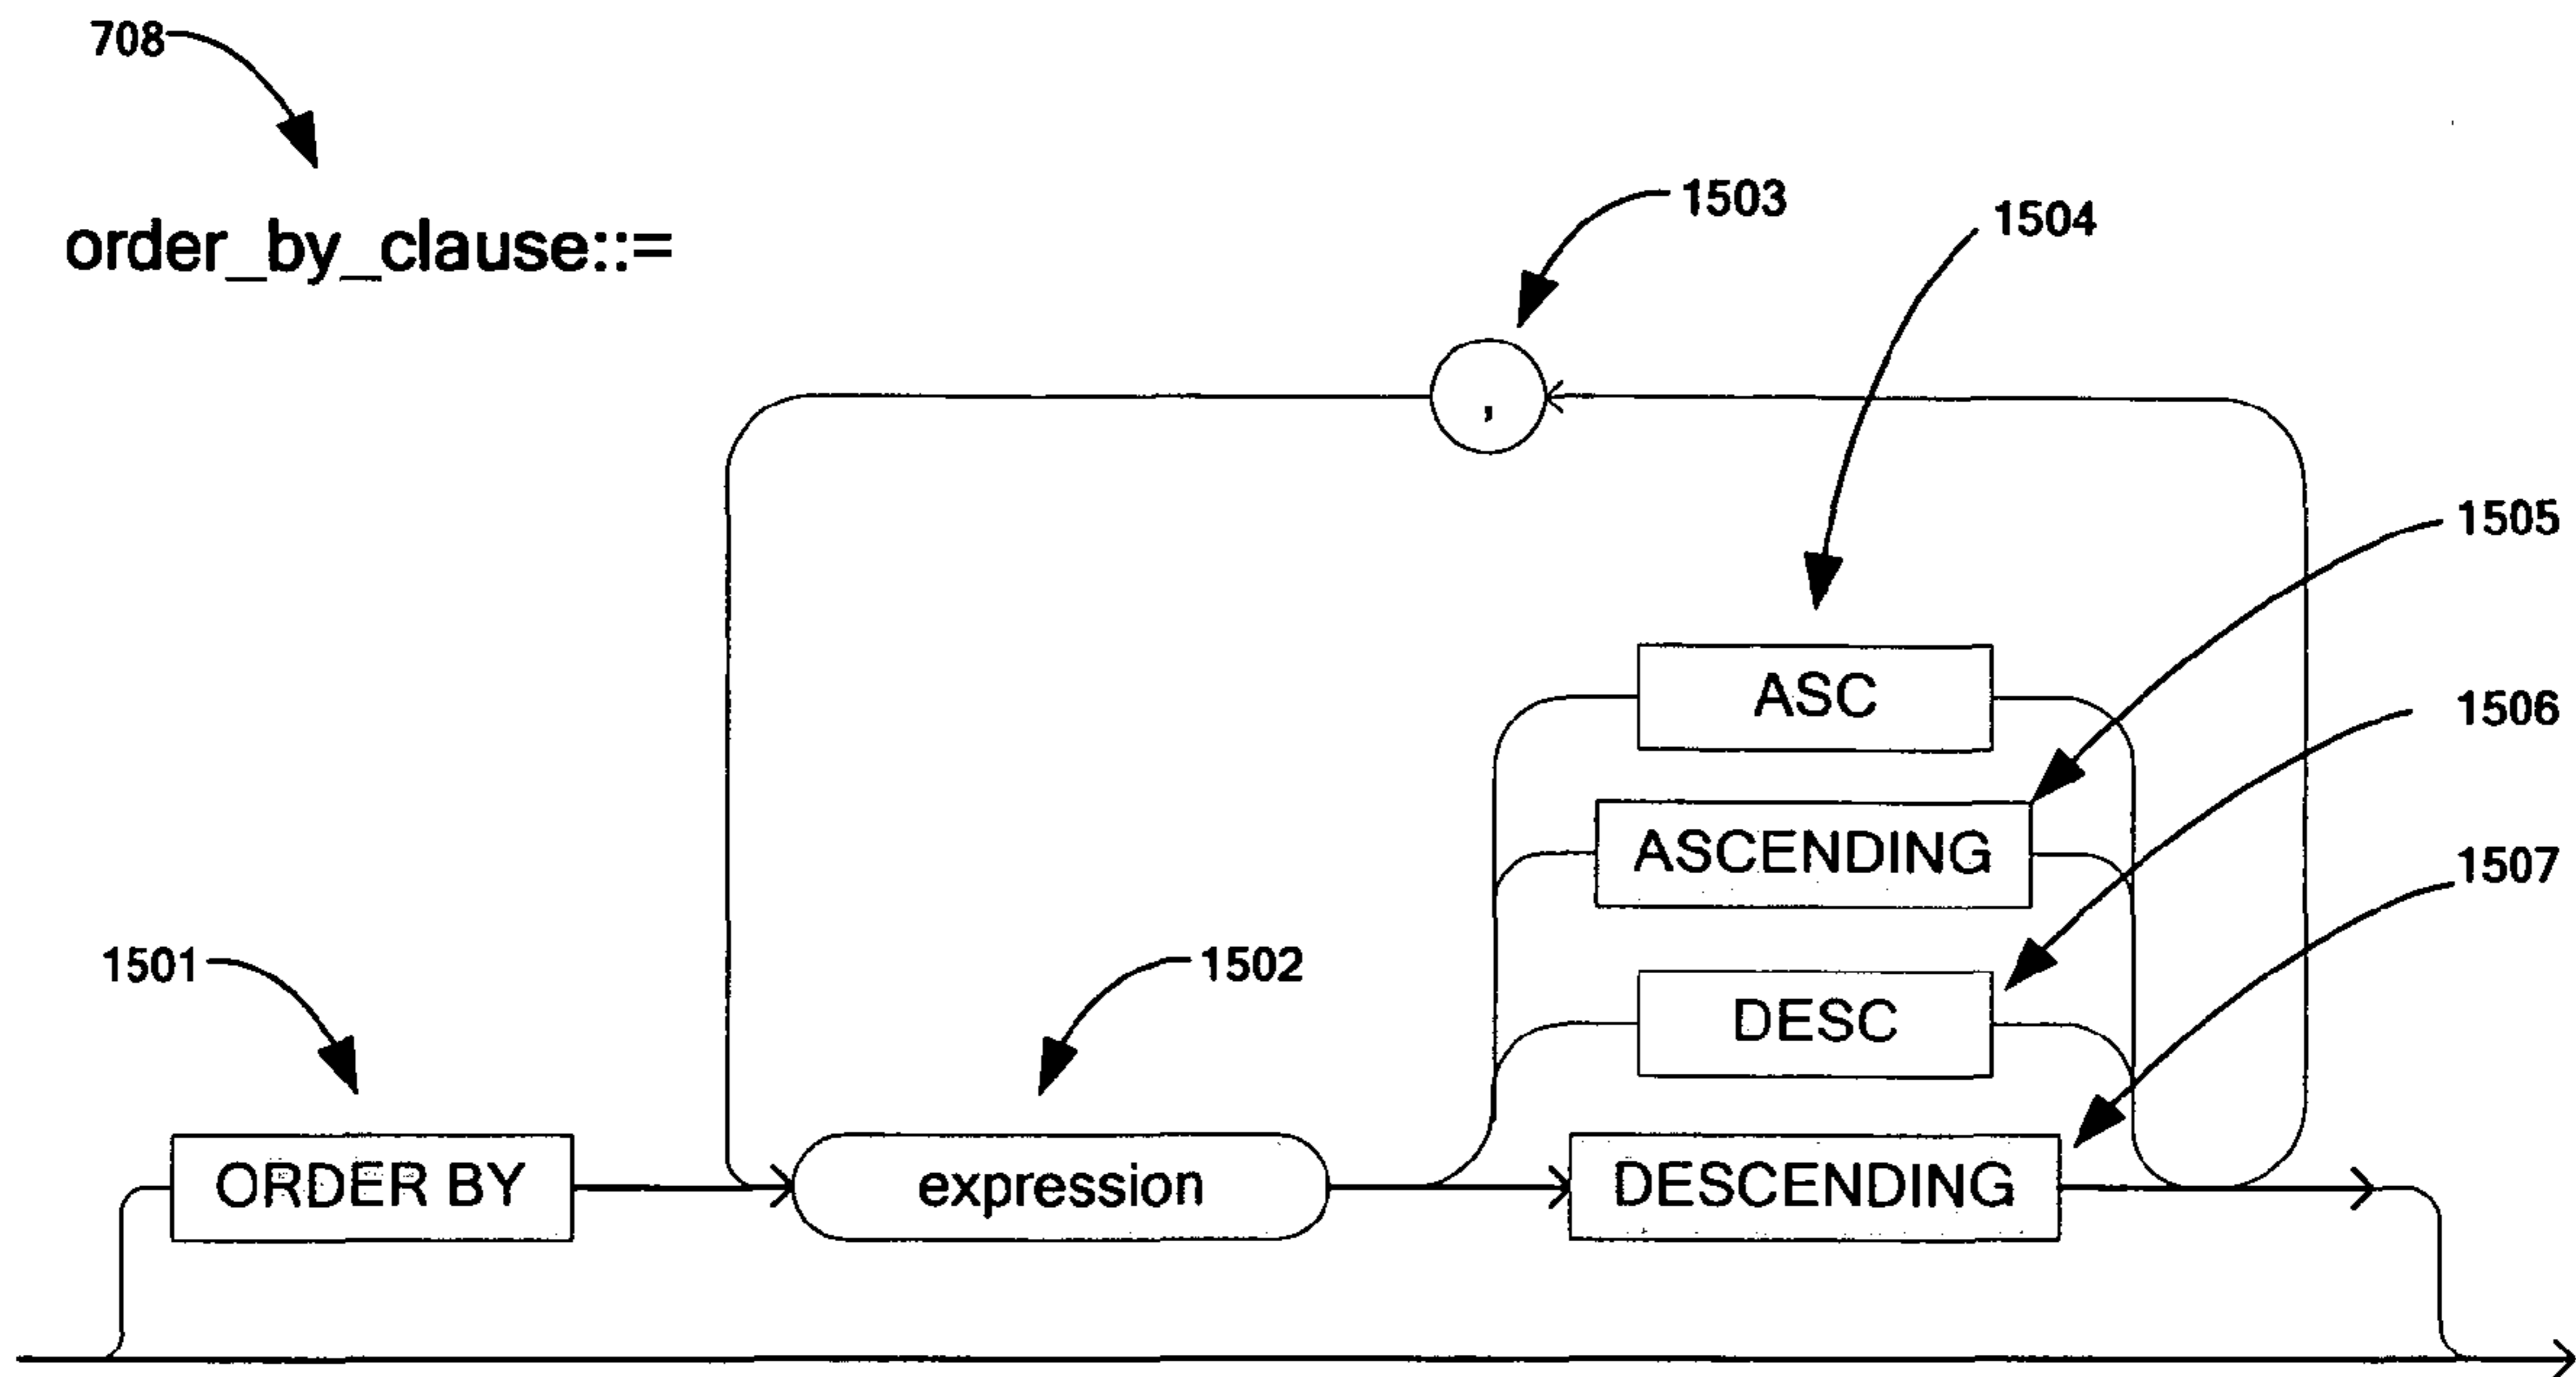 708
order_by_clause::=
1503
1504
,
1505
ASC
1506
ASCENDING
1507
1501
1502
DESC
ORDER BY
expression
DESCENDING